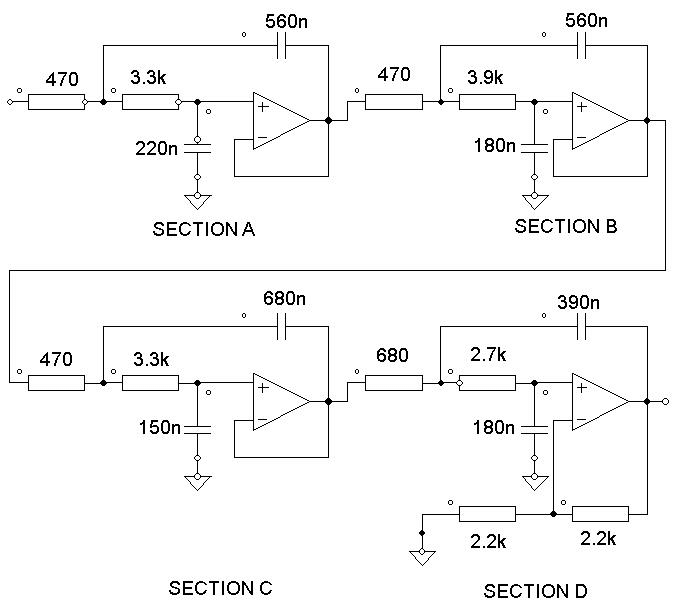 560n
560n
470
3.3k
470
3.9k
+
+
−
−
220n
180n
SECTION A
SECTION B
680n
390n
470
3.3k
680
2.7k
+
+
−
−
150n
180n
2.2k
2.2k
SECTION C
SECTION D